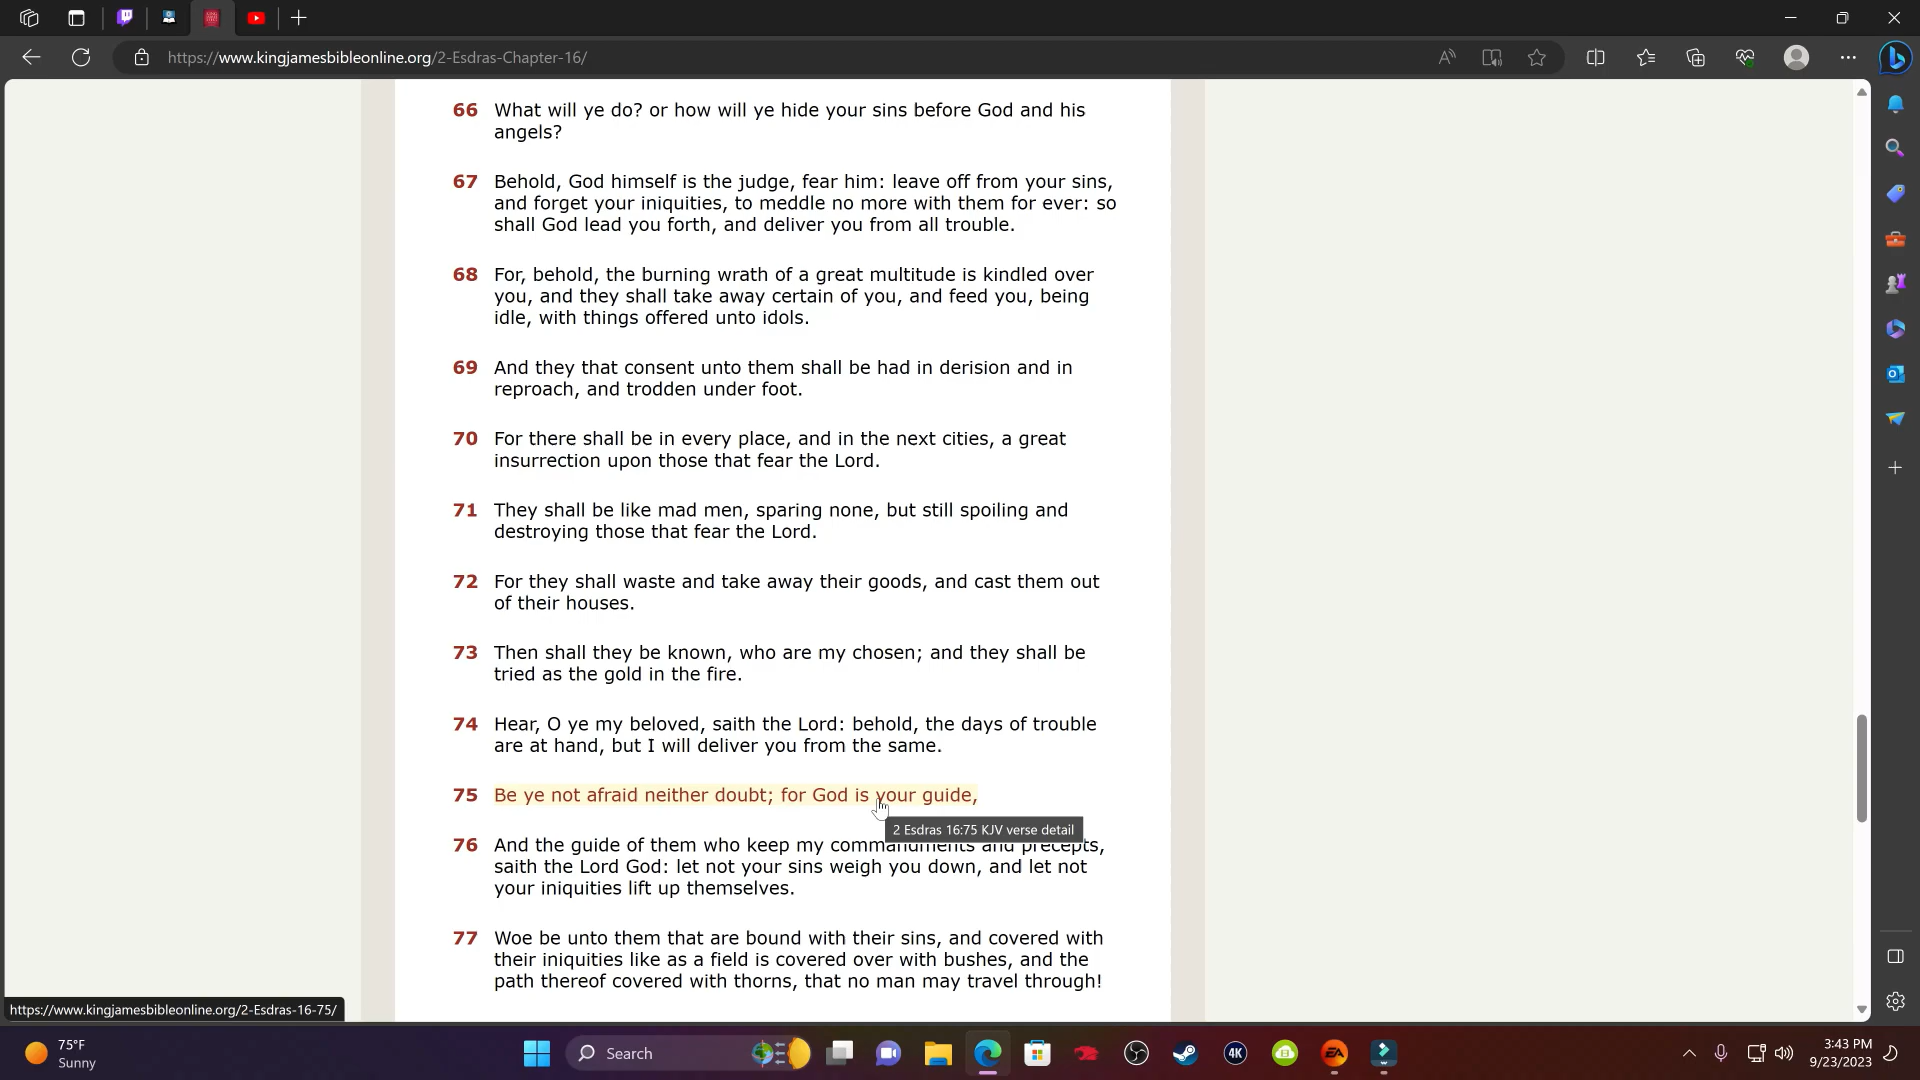 https://www.kingjamesbibleonline.org/2-Esdras-Chapter-16/
66 What will ye do? or how will ye hide your sins before God and his
angels?
67 Behold, God himself is the judge, fear him: leave off from your sins,
and forget your iniquities, to meddle no more with them for ever: so
shall God lead you forth, and deliver you from all trouble.
68 For, behold, the burning wrath of a great multitude is kindled over
you, and they shall take away certain of you, and feed you, being
idle, with things offered unto idols.
69 And they that consent unto them shall be had in derision and in
reproach, and trodden under foot.
70 For there shall be in every place, and in the next cities, a great
insurrection upon those that fear the Lord.
71 They shall be like mad men, sparing none, but still spoiling and
destroying those that fear the Lord.
72 For they shall waste and take away their goods, and cast them out
of their houses.
73 Then shall they be known, who are my chosen; and they shall be
tried as the gold in the fire.
74 Hear, O ye my beloved, saith the Lord: behold, the days of trouble
are at hand, but I will deliver you from the same.
75 Be ye not afraid neither doubt; for God is your guide,
2 Esdras 16:75 KJV verse detail
76 And the guide of them who keep my commandments and precepts,
saith the Lord God: let not your sins weigh you down, and let not
your iniquities lift up themselves.
77 Woe be unto them that are bound with their sins, and covered with
their iniquities like as a field is covered over with bushes, and the
path thereof covered with thorns, that no man may travel through!
https://www.kingjamesbibleonline.org/2-Esdras-16-75/
75°F
Sunny
Search
4K
EA
3:43 PM
9/23/2023